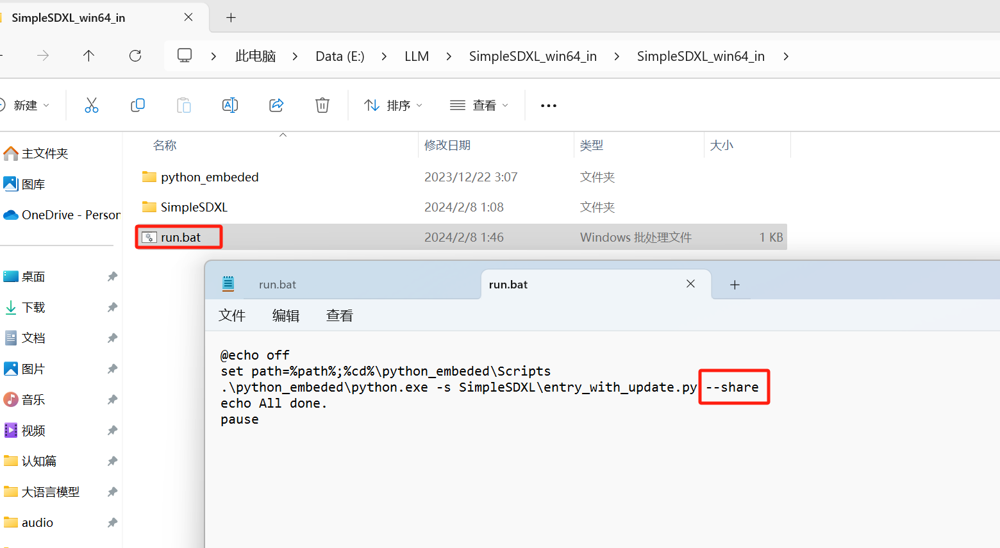 SimpleSDXL_win64_in
此电脑 Data (E:) LLM SimpleSDXL_win64_in SimpleSDXL_win64_in
新建 排序 查看
名称 修改日期 类型 大小
主文件夹
图库
OneDrive - Person
桌面
下载
文档
图片
音乐
视频
认知篇
大语言模型
audio
python_embeded 2023/12/22 3:07 文件夹
SimpleSDXL 2024/2/8 1:08 文件夹
run.bat 2024/2/8 1:46 Windows 批处理文件 1 KB
run.bat run.bat
文件 编辑 查看
@echo off
set path=%path%;%cd%\python_embeded\Scripts
.\python_embeded\python.exe -s SimpleSDXL\entry_with_update.py --share
echo All done.
pause